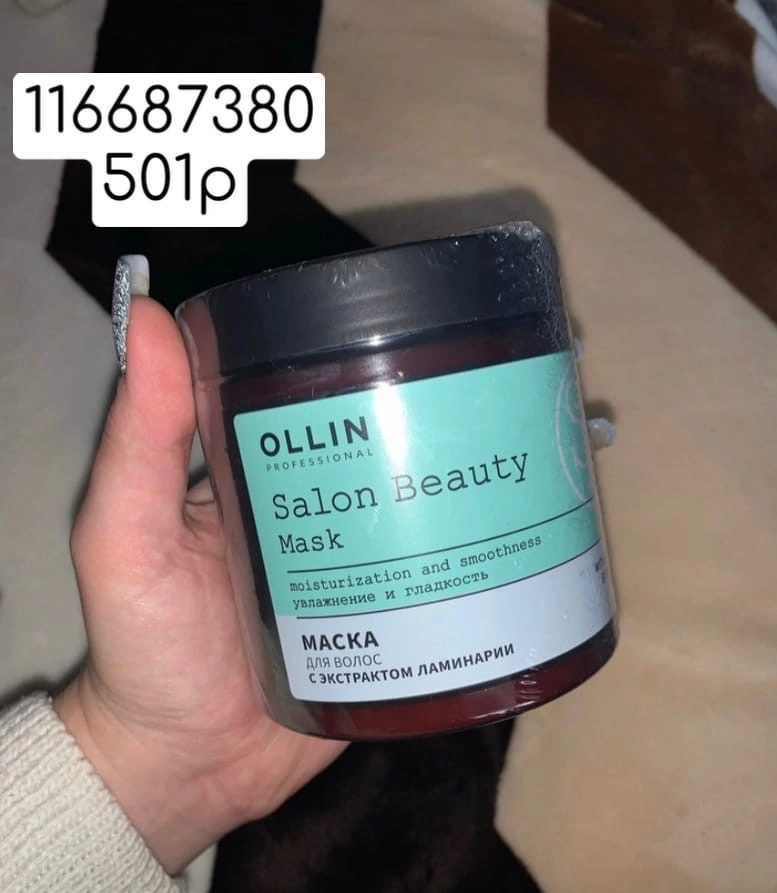 116687380
501р
OLLIN
PROFESSIONAL
Salon Beauty
Mask
moisturization and smoothness
увлажнение и гладкость
МАСКА
ДЛЯ ВОЛОС
С ЭКСТРАКТОМ ЛАМИНАРИИ